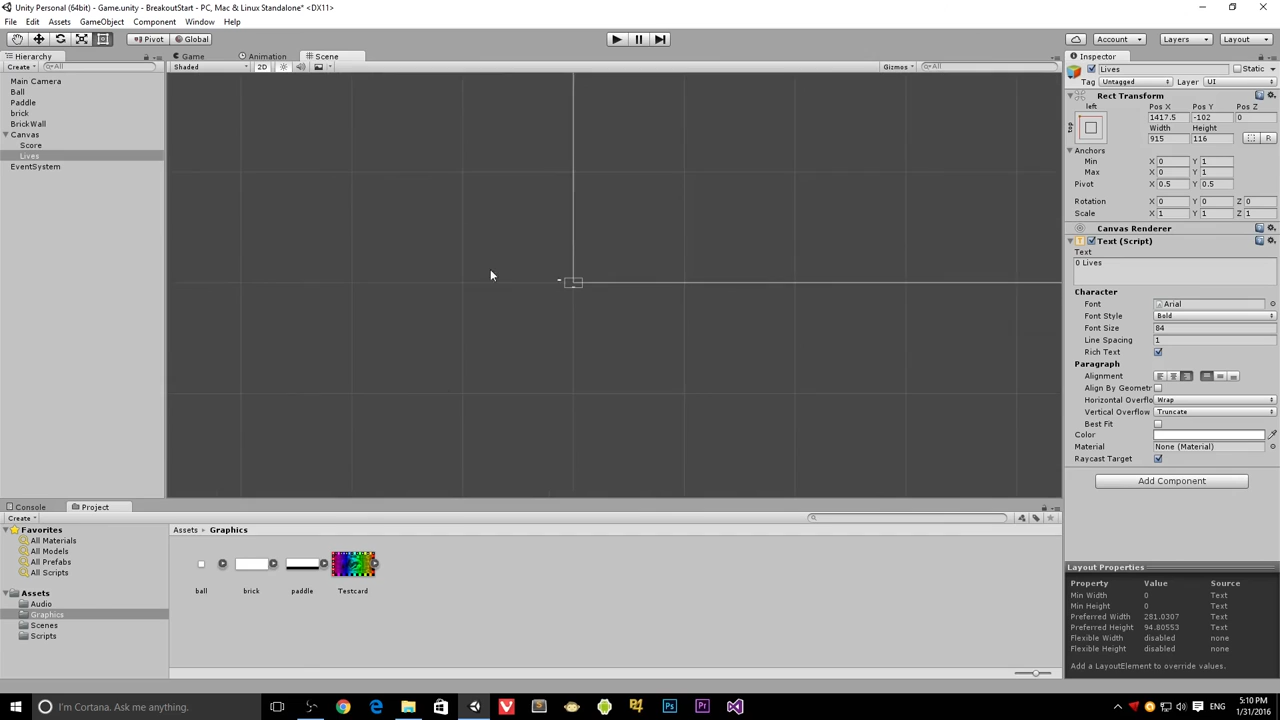 Unity Personal (64bit) - Game.unity - BreakoutStart - PC, Mac & Linux Standalone* <DX11>
File Edit Assets GameObject Component Window Help
Pivot Global Account Layers Layout
Hierarchy
Create All
Main Camera
Ball
Paddle
brick
BrickWall
Canvas
Score
Lives
EventSystem
Game Animation Scene
Shaded 2D Gizmos All
Inspector
Lives Static
Tag Untagged Layer UI
Rect Transform
left Pos X Pos Y Pos Z
top 1417.5 -102 0
Width Height
915 116 R
Anchors
Min X 0 Y 1
Max X 0 Y 1
Pivot X 0.5 Y 0.5
Rotation X 0 Y 0 Z 0
Scale X 1 Y 1 Z 1
Canvas Renderer
Text (Script)
Text
0 Lives
Character
Font Arial
Font Style Bold
Font Size 84
Line Spacing 1
Rich Text
Paragraph
Alignment
Align By Geometr
Horizontal Overflo Wrap
Vertical Overflow Truncate
Best Fit
Color
Material None (Material)
Raycast Target
Add Component
Layout Properties
Property Value Source
Min Width 0 Text
Min Height 0 Text
Preferred Width 281.0307 Text
Preferred Height 94.80553 Text
Flexible Width disabled none
Flexible Height disabled none
Add a LayoutElement to override values.
Console Project
Create
Favorites
All Materials
All Models
All Prefabs
All Scripts
Assets
Audio
Graphics
Scenes
Scripts
Assets Graphics
ball brick paddle Testcard
I'm Cortana. Ask me anything.
Pr
ENG
5:10 PM
1/31/2016